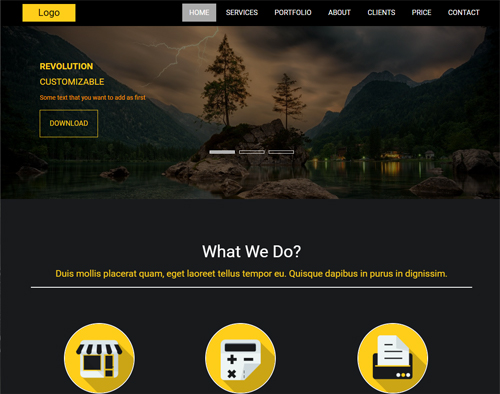 Logo
HOME SERVICES PORTFOLIO ABOUT CLIENTS PRICE CONTACT
REVOLUTION
CUSTOMIZABLE
Some text that you want to add as first
DOWNLOAD
What We Do?
Duis mollis placerat quam, eget laoreet tellus tempor eu. Quisque dapibus in purus in dignissim.